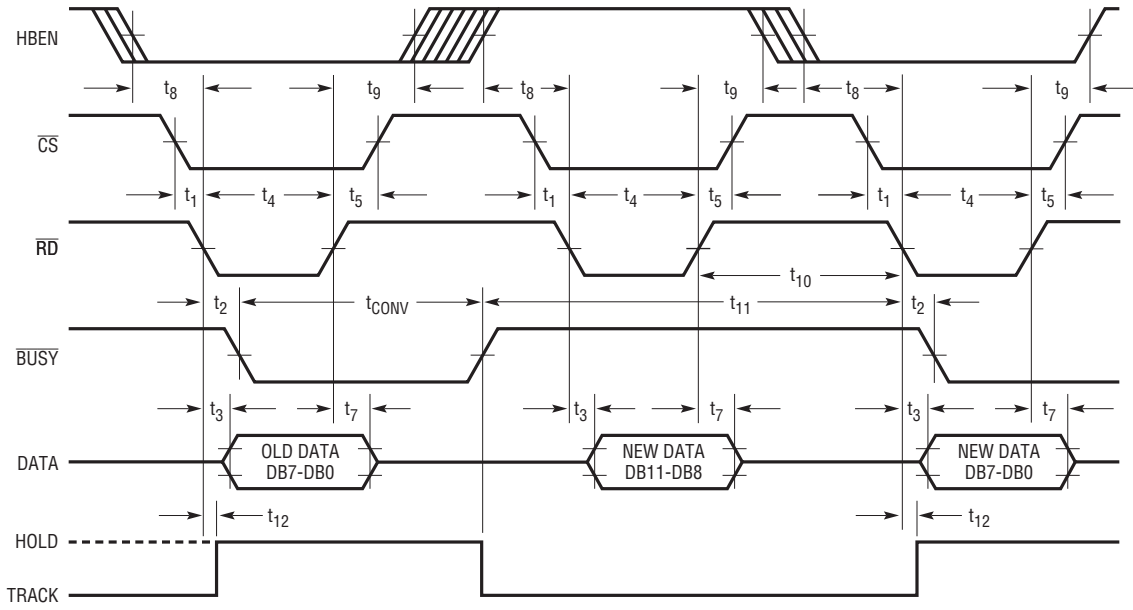 HBEN
t8 t9 t8 t9 t8 t9
CS
t1 t4 t5 t1 t4 t5 t1 t4 t5
RD
t10
t2 tCONV t11 t2
BUSY
t3 t7 t3 t7 t3 t7
DATA
OLD DATA
DB7-DB0
NEW DATA
DB11-DB8
NEW DATA
DB7-DB0
t12 t12
HOLD
TRACK